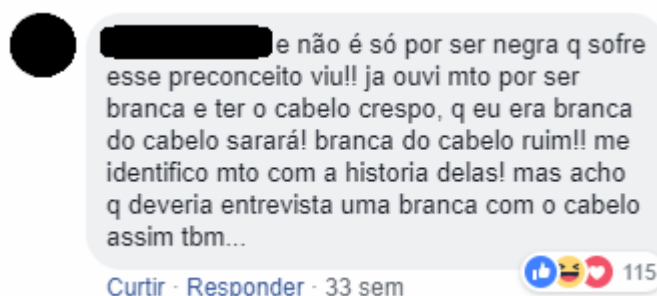 e não é só por ser negra q sofre
esse preconceito viu!! ja ouvi mto por ser
branca e ter o cabelo crespo, q eu era branca
do cabelo sarará! branca do cabelo ruim!! me
identifico mto com a historia delas! mas acho
q deveria entrevista uma branca com o cabelo
assim tbm...
115
Curtir · Responder · 33 sem